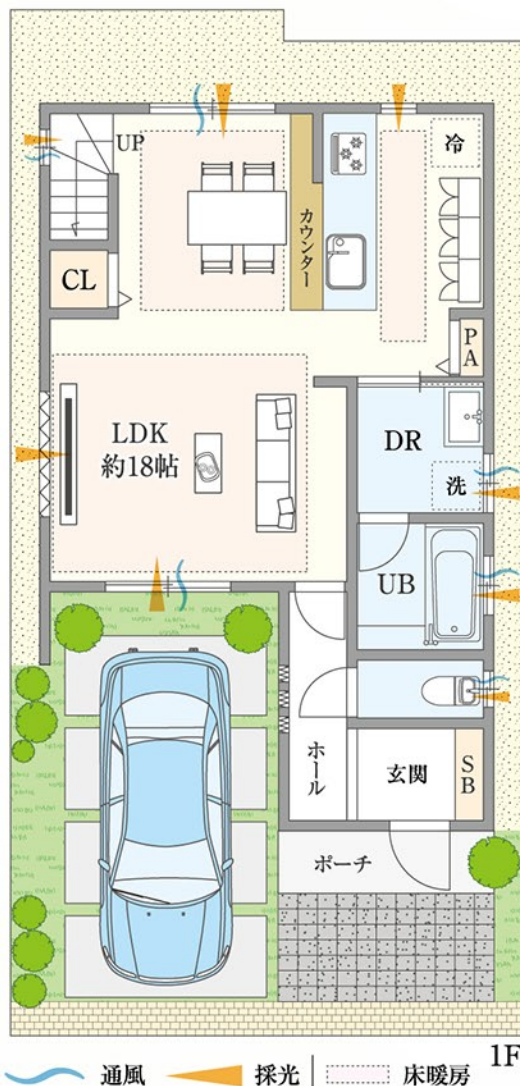 UP
冷
カウンター
CL
PA
LDK
約18帖
DR
洗
UB
ホール
玄関
SB
ポーチ
1F
通風
採光
床暖房